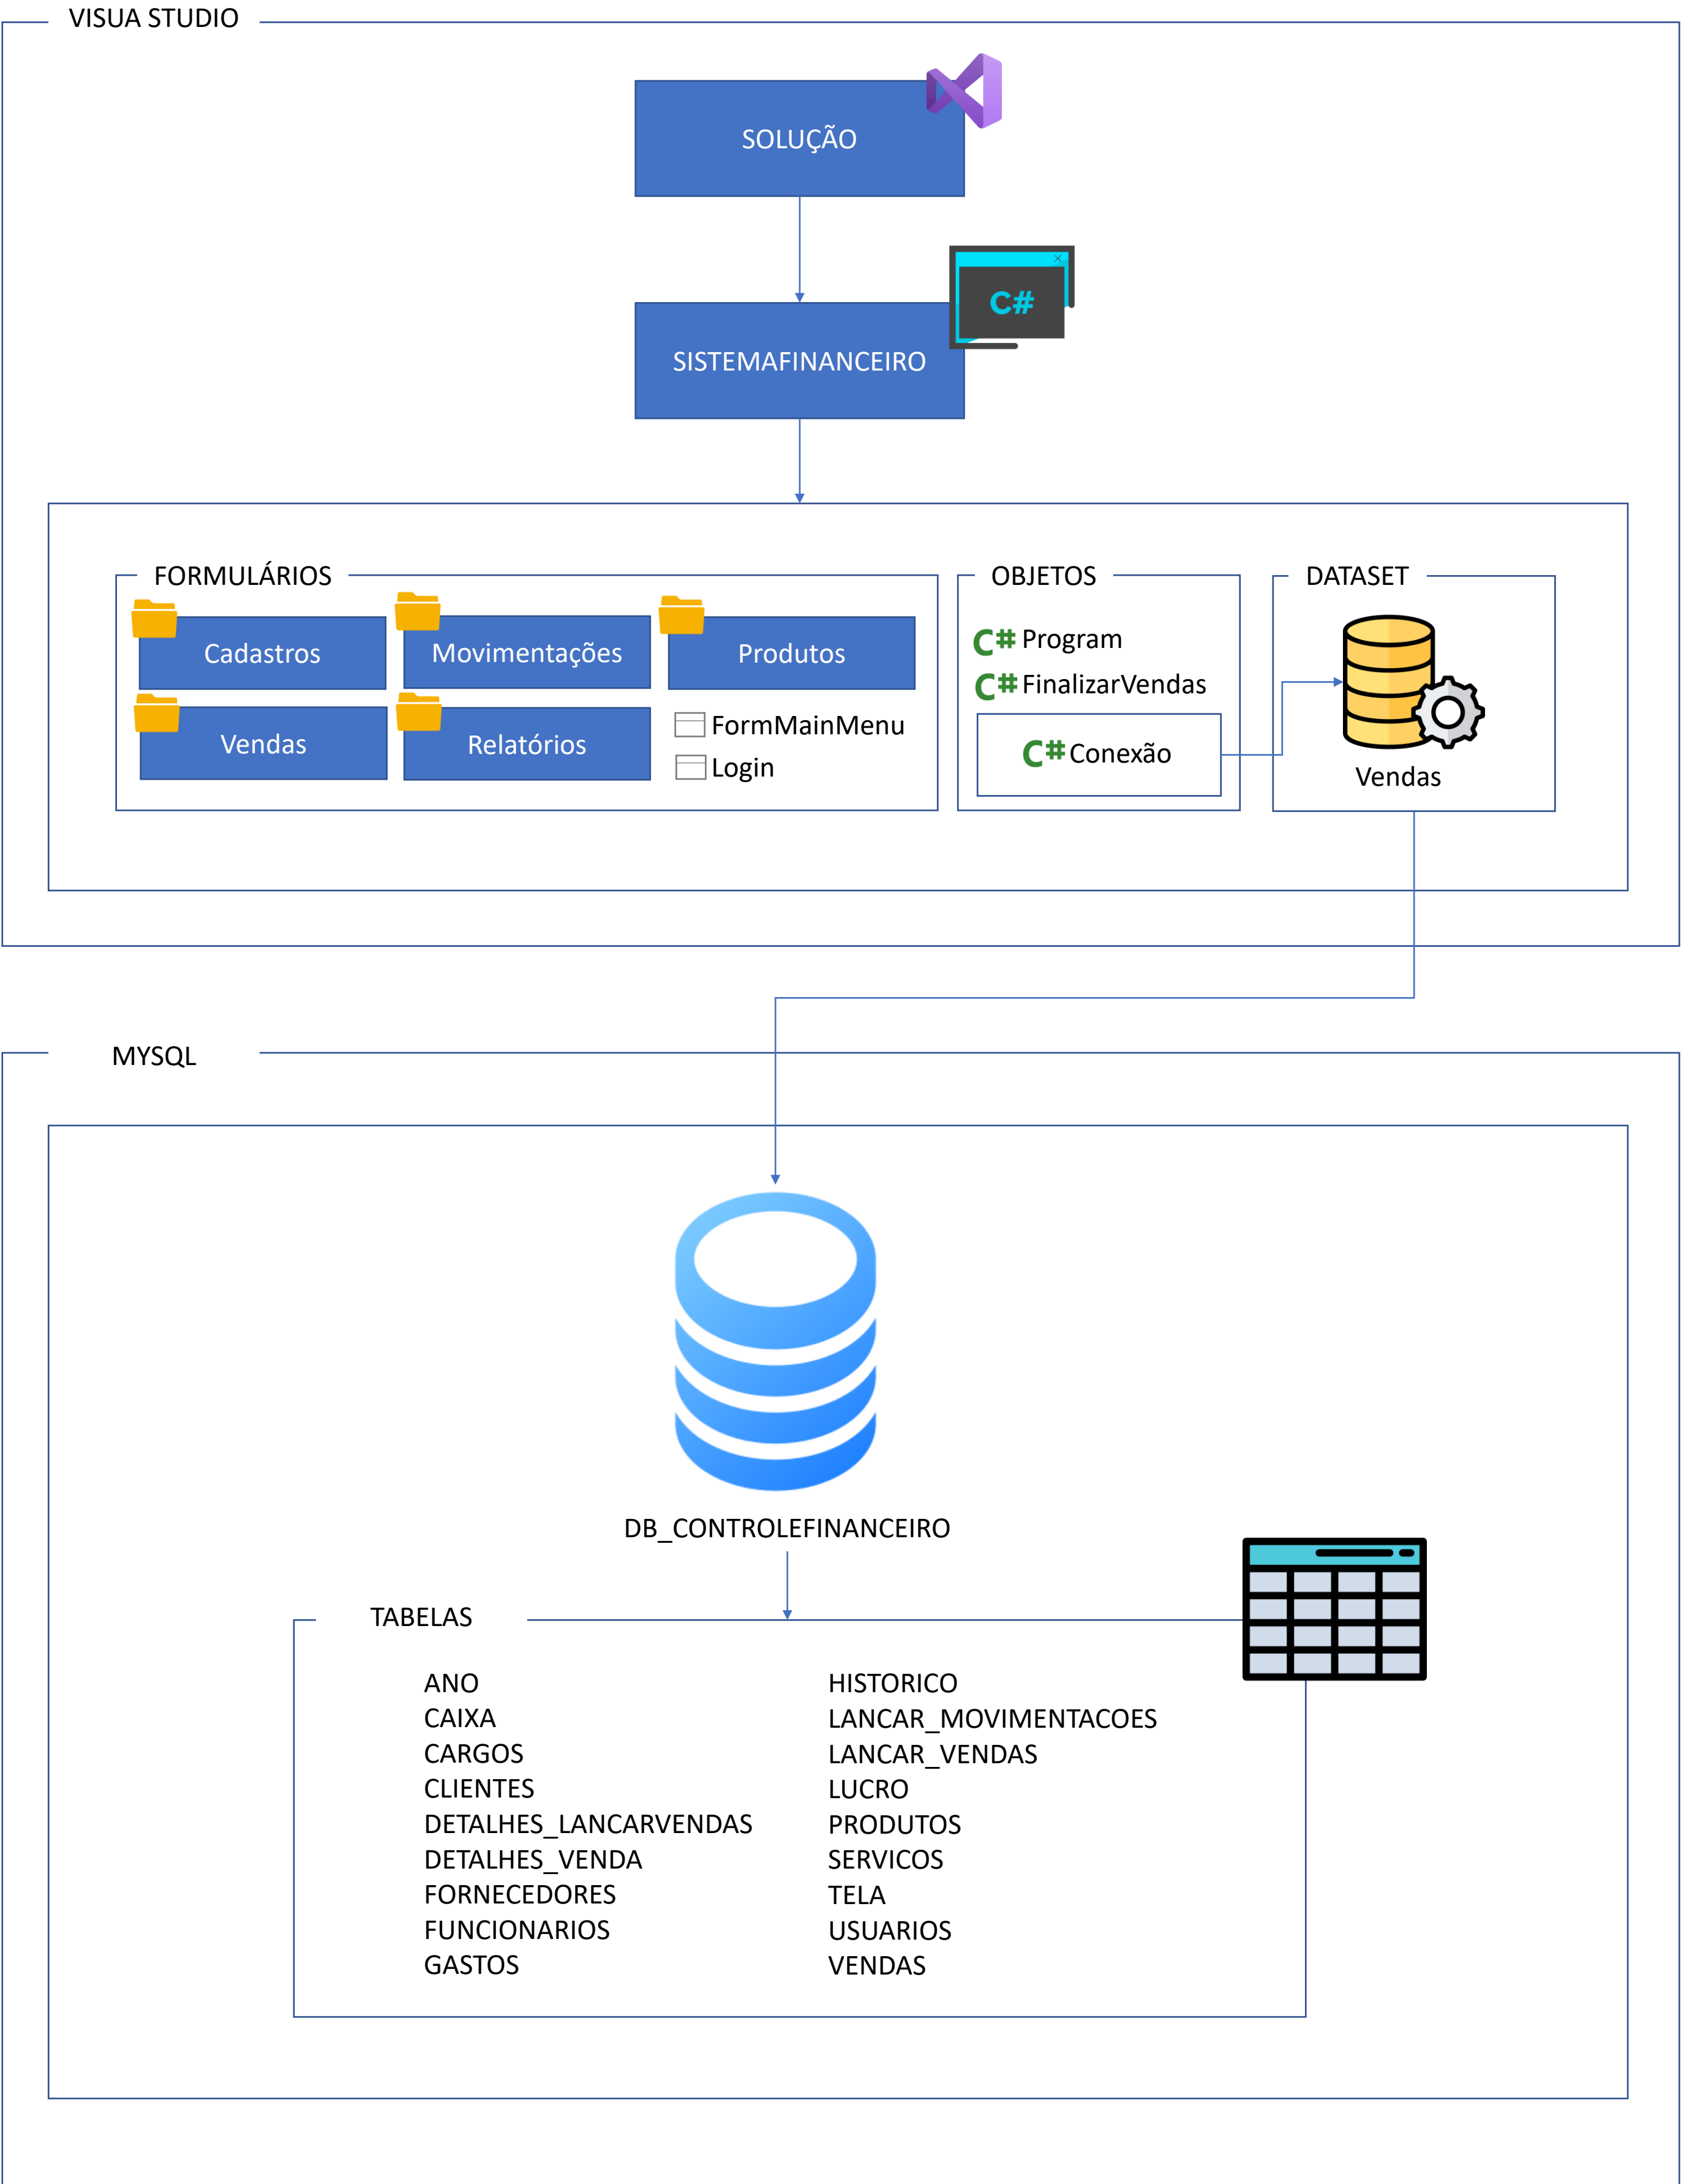 VISUA STUDIO
SOLUÇÃO
C#
SISTEMAFINANCEIRO
FORMULÁRIOS
Cadastros
Movimentações
Produtos
Vendas
Relatórios
FormMainMenu
Login
OBJETOS
C# Program
C# FinalizarVendas
C# Conexão
DATASET
Vendas
MYSQL
DB_CONTROLEFINANCEIRO
TABELAS
ANO
CAIXA
CARGOS
CLIENTES
DETALHES_LANCARVENDAS
DETALHES_VENDA
FORNECEDORES
FUNCIONARIOS
GASTOS
HISTORICO
LANCAR_MOVIMENTACOES
LANCAR_VENDAS
LUCRO
PRODUTOS
SERVICOS
TELA
USUARIOS
VENDAS